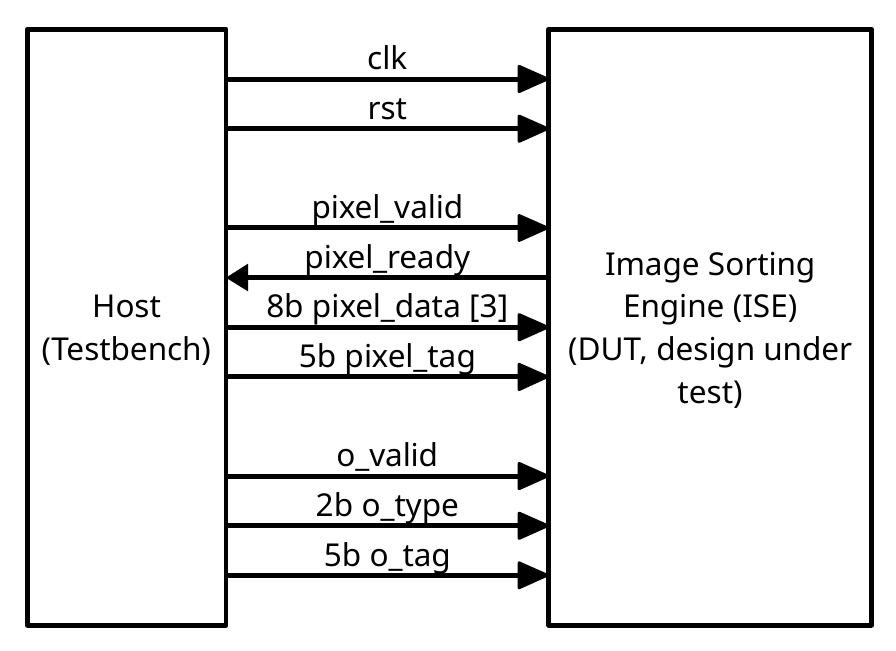 clk
rst
pixel_valid
pixel_ready
8b pixel_data [3]
5b pixel_tag
o_valid
2b o_type
5b o_tag
Host
(Testbench)
Image Sorting
Engine (ISE)
(DUT, design under
test)